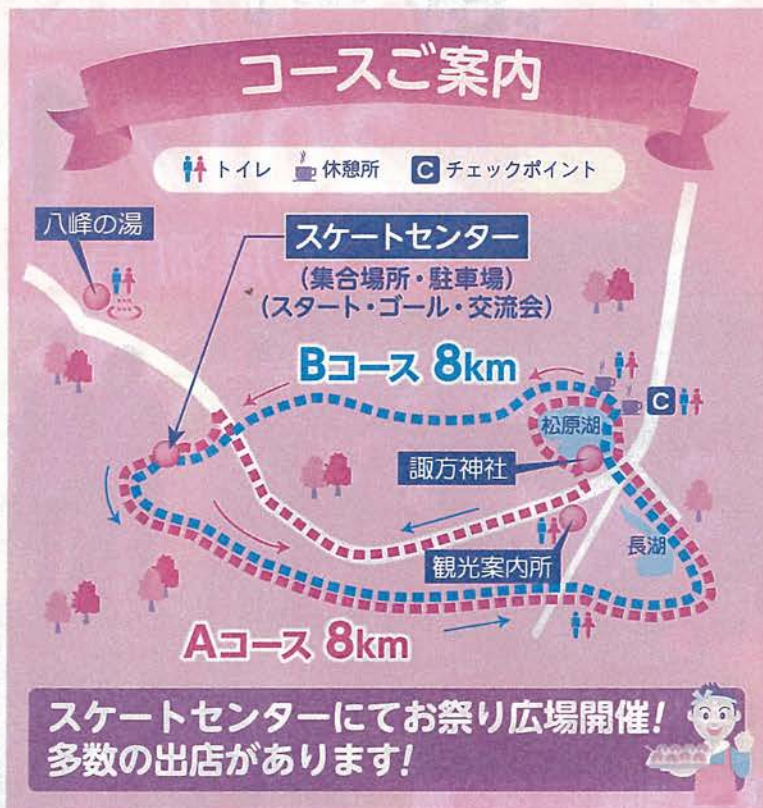 コースご案内
トイレ 休憩所 C チェックポイント
八峰の湯
スケートセンター
(集合場所・駐車場)
(スタート・ゴール・交流会)
Bコース 8km
C
松原湖
諏方神社
長湖
観光案内所
Aコース 8km
スケートセンターにてお祭り広場開催!
多数の出店があります!